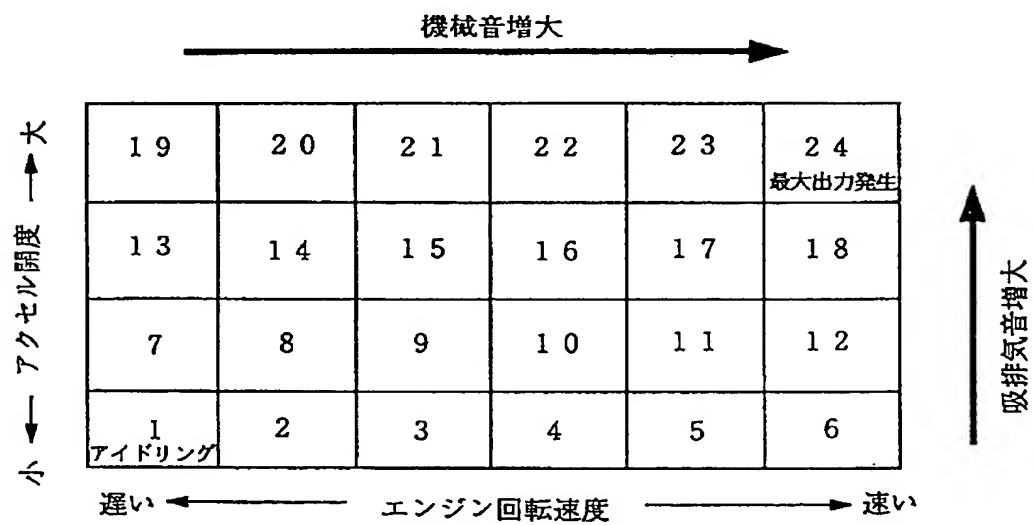 機械音増大
大
アクセル開度
小
19 20 21 22 23 24
最大出力発生
13 14 15 16 17 18
7 8 9 10 11 12
1 2 3 4 5 6
アイドリング
吸排気音増大
遅い エンジン回転速度 速い